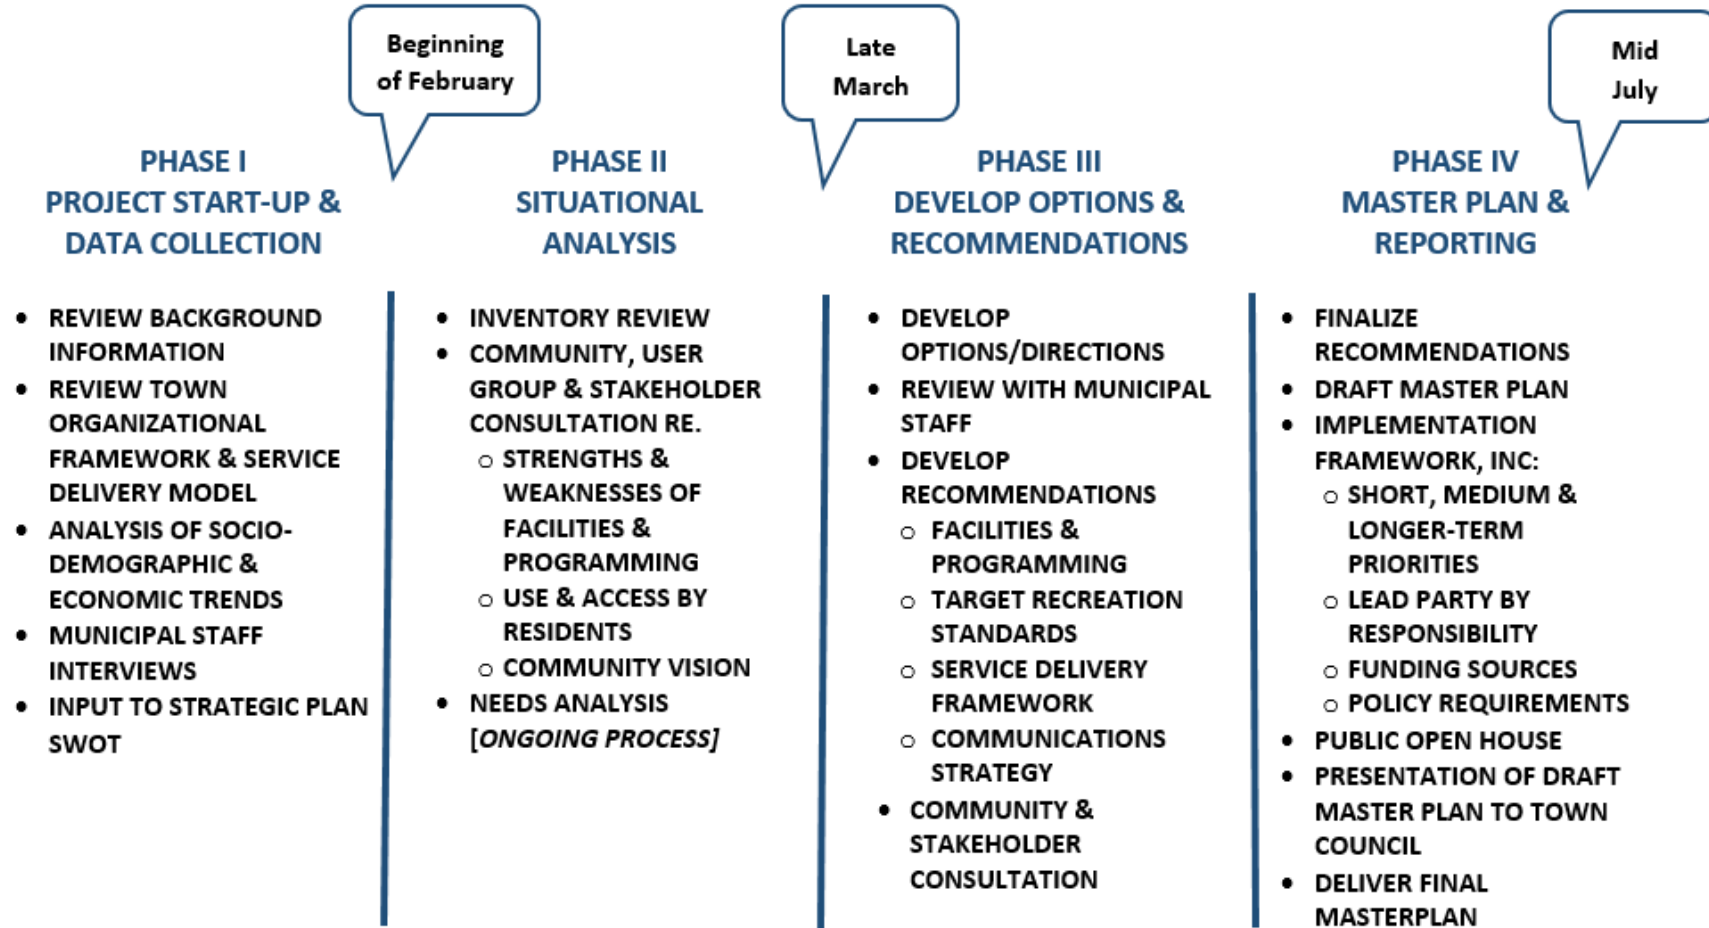 Beginning
of February
Late
March
Mid
July
PHASE I
PROJECT START-UP &
DATA COLLECTION
• REVIEW BACKGROUND
INFORMATION
• REVIEW TOWN
ORGANIZATIONAL
FRAMEWORK & SERVICE
DELIVERY MODEL
• ANALYSIS OF SOCIO-
DEMOGRAPHIC &
ECONOMIC TRENDS
• MUNICIPAL STAFF
INTERVIEWS
• INPUT TO STRATEGIC PLAN
SWOT
PHASE II
SITUATIONAL
ANALYSIS
• INVENTORY REVIEW
• COMMUNITY, USER
GROUP & STAKEHOLDER
CONSULTATION RE.
o STRENGTHS &
WEAKNESSES OF
FACILITIES &
PROGRAMMING
o USE & ACCESS BY
RESIDENTS
o COMMUNITY VISION
• NEEDS ANALYSIS
[ONGOING PROCESS]
PHASE III
DEVELOP OPTIONS &
RECOMMENDATIONS
• DEVELOP
OPTIONS/DIRECTIONS
• REVIEW WITH MUNICIPAL
STAFF
• DEVELOP
RECOMMENDATIONS
o FACILITIES &
PROGRAMMING
o TARGET RECREATION
STANDARDS
o SERVICE DELIVERY
FRAMEWORK
o COMMUNICATIONS
STRATEGY
• COMMUNITY &
STAKEHOLDER
CONSULTATION
PHASE IV
MASTER PLAN &
REPORTING
• FINALIZE
RECOMMENDATIONS
• DRAFT MASTER PLAN
• IMPLEMENTATION
FRAMEWORK, INC:
o SHORT, MEDIUM &
LONGER-TERM
PRIORITIES
o LEAD PARTY BY
RESPONSIBILITY
o FUNDING SOURCES
o POLICY REQUIREMENTS
• PUBLIC OPEN HOUSE
• PRESENTATION OF DRAFT
MASTER PLAN TO TOWN
COUNCIL
• DELIVER FINAL
MASTERPLAN